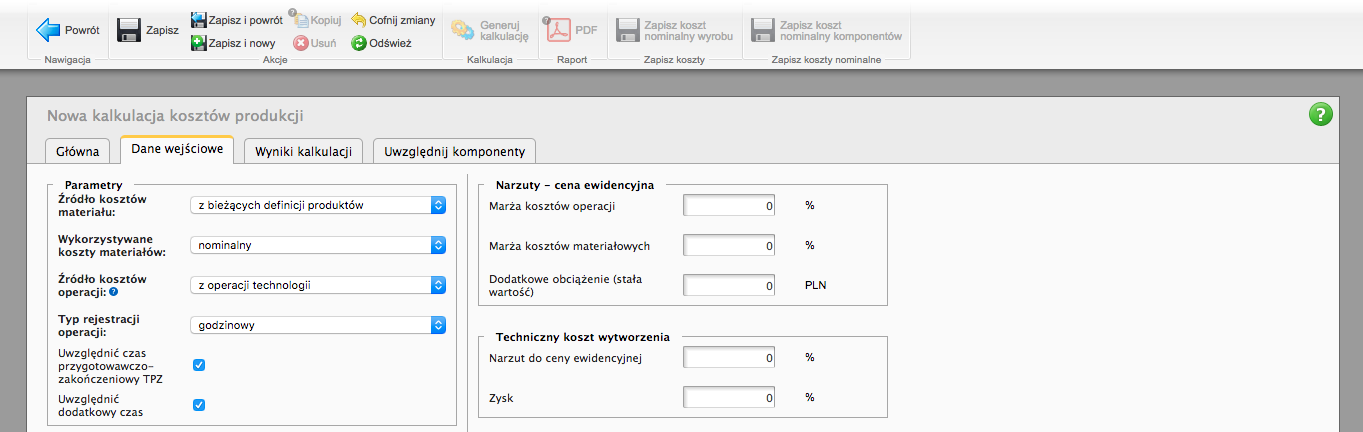 Powrót
Nawigacja
Zapisz
Zapisz i powrót
Zapisz i nowy
Kopiuj
Usuń
Cofnij zmiany
Odśwież
Akcje
Generuj
kalkulację
Kalkulacja
PDF
Raport
Zapisz koszt
nominalny wyrobu
Zapisz koszty
Zapisz koszt
nominalny komponentów
Zapisz koszty nominalne
Nowa kalkulacja kosztów produkcji
?
Główna
Dane wejściowe
Wyniki kalkulacji
Uwzględnij komponenty
Parametry
Źródło kosztów
materiału:
z bieżących definicji produktów
Wykorzystywane
koszty materiałów:
nominalny
Źródło kosztów
operacji: ?
z operacji technologii
Typ rejestracji
operacji:
godzinowy
Uwzględnić czas
przygotowawczo-
zakończeniowy TPZ
Uwzględnić
dodatkowy czas
Narzuty - cena ewidencyjna
Marża kosztów operacji 0 %
Marża kosztów materiałowych 0 %
Dodatkowe obciążenie (stała
wartość) 0 PLN
Techniczny koszt wytworzenia
Narzut do ceny ewidencyjnej 0 %
Zysk 0 %